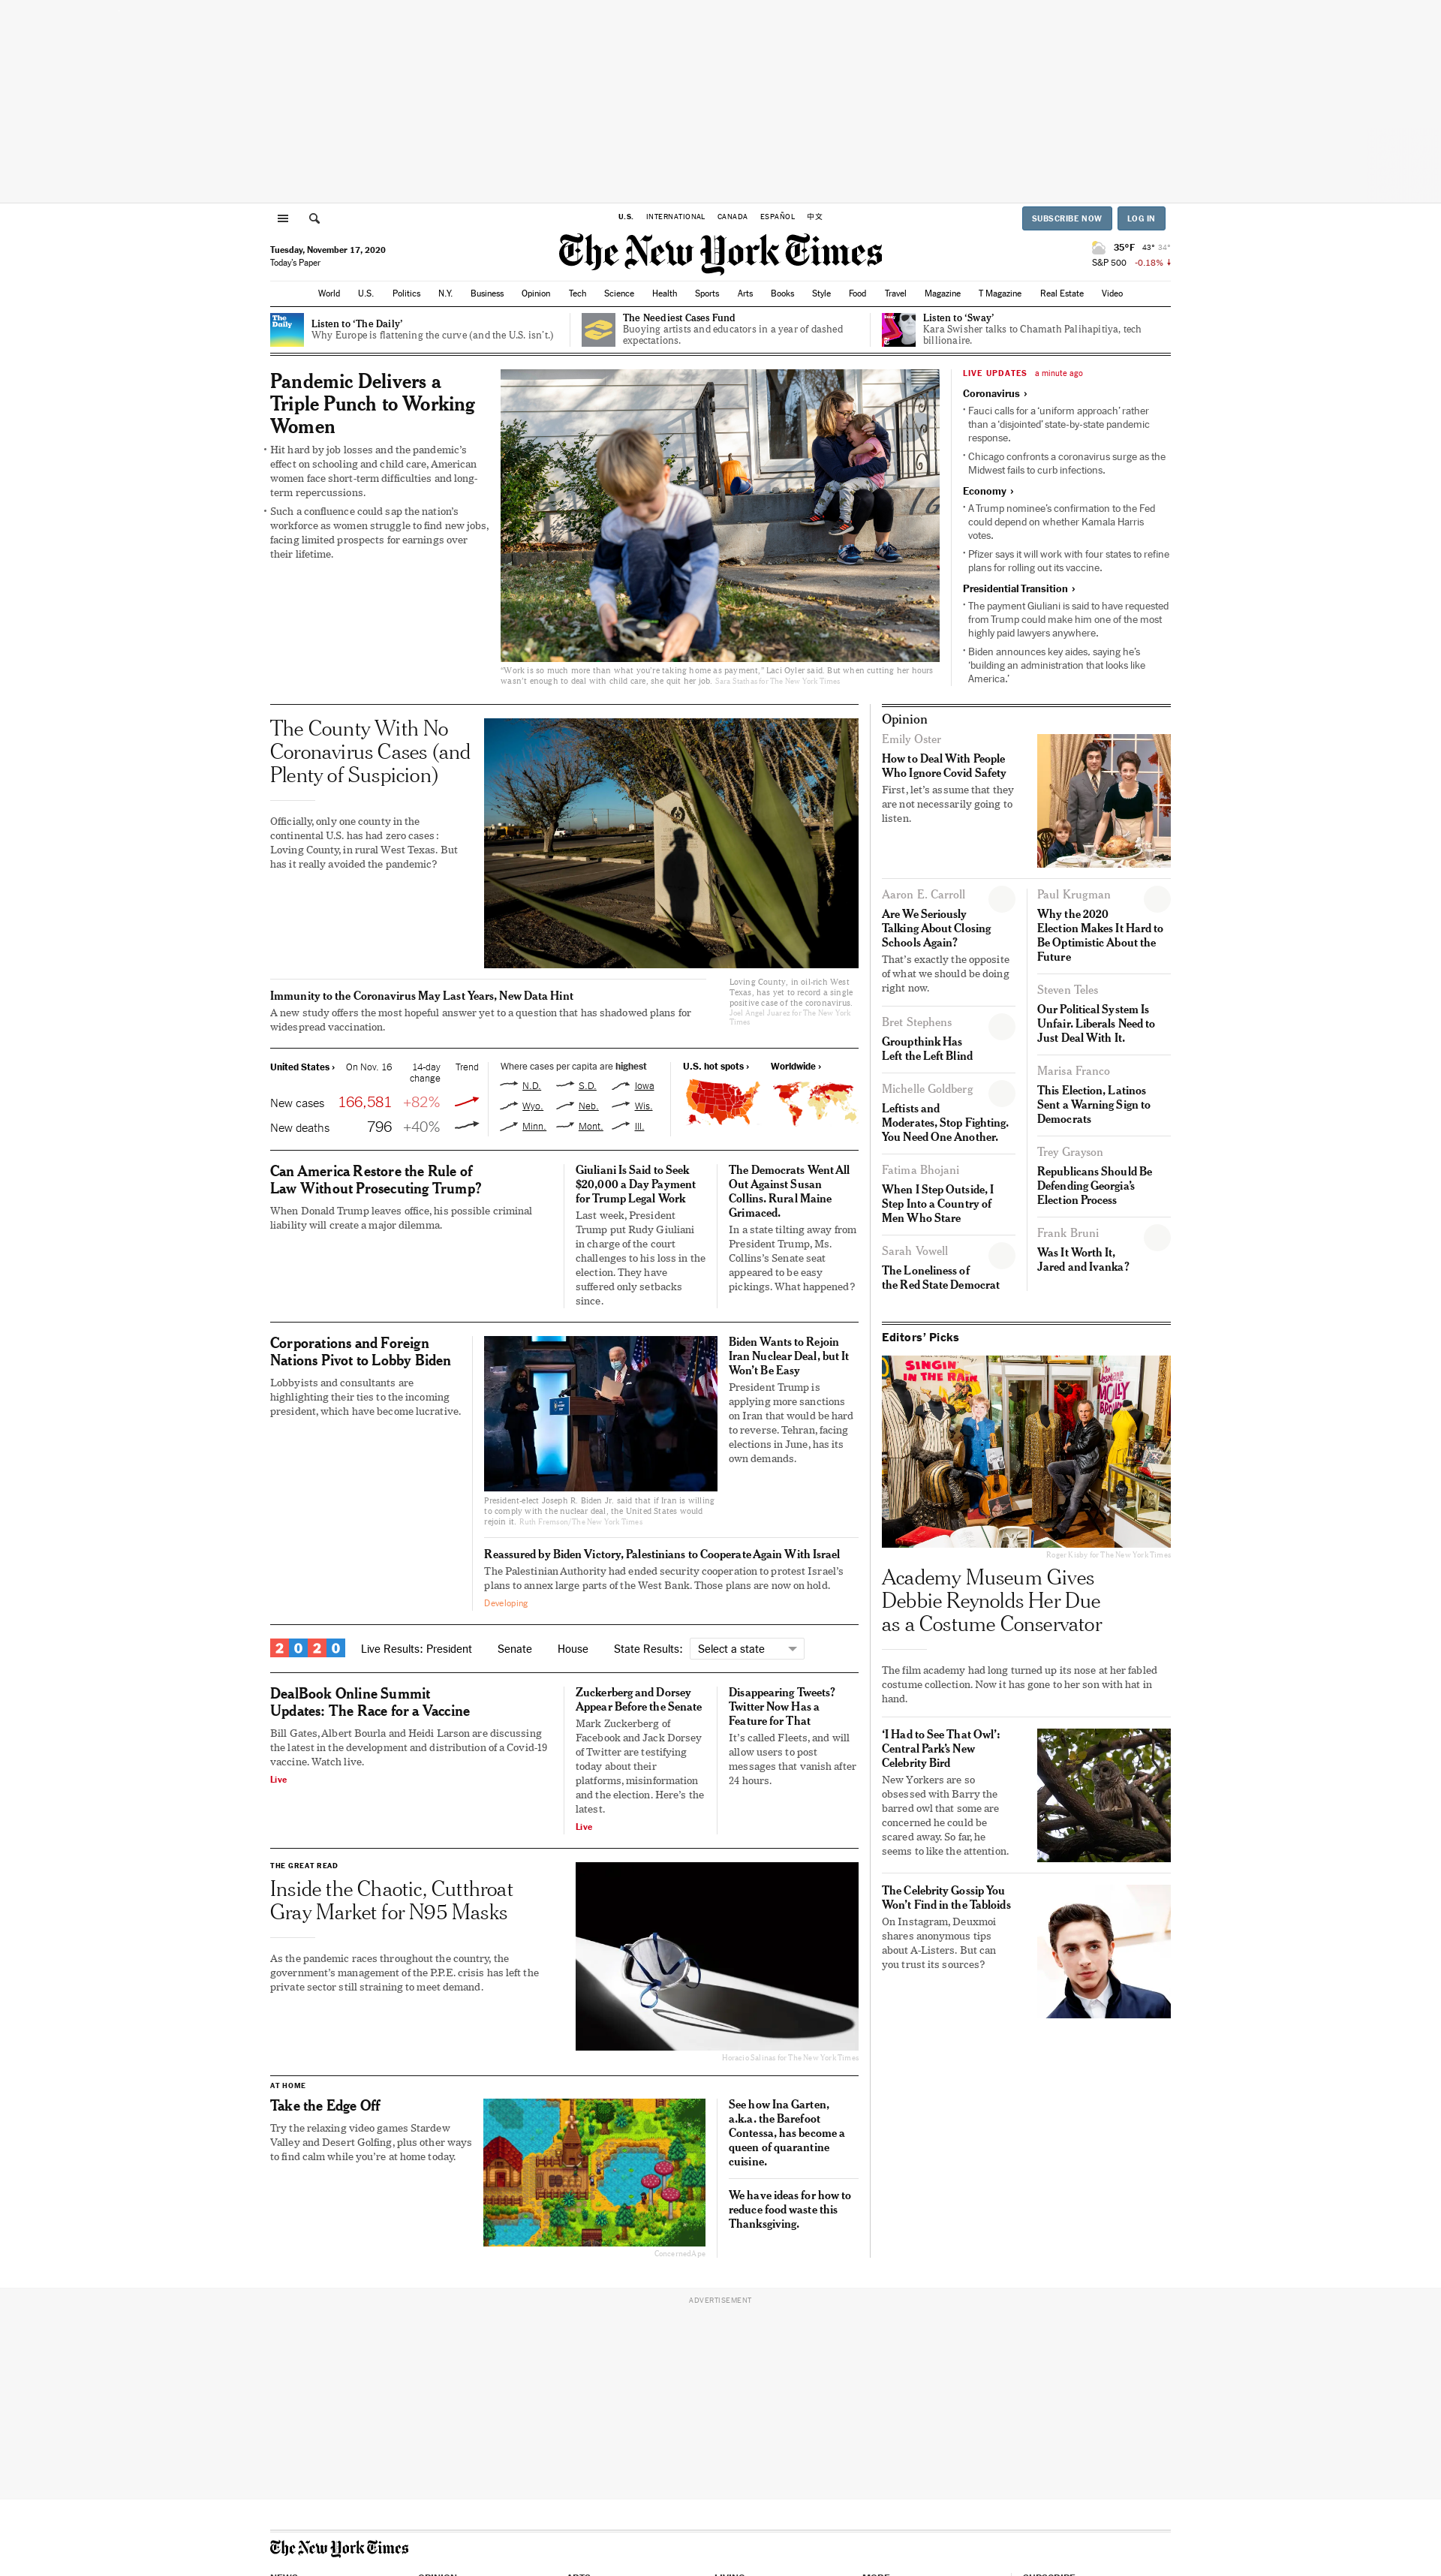 U.S. INTERNATIONAL CANADA ESPAÑOL 中文
SUBSCRIBE NOW LOG IN
Tuesday, November 17, 2020
Today's Paper
The New York Times
35°F 43° 34°
S&P 500 -0.18%
World U.S. Politics N.Y. Business Opinion Tech Science Health Sports Arts Books Style Food Travel Magazine T Magazine Real Estate Video
The
Daily
Listen to ‘The Daily’
Why Europe is flattening the curve (and the U.S. isn’t.)
The Neediest Cases Fund
Buoying artists and educators in a year of dashed
expectations.
Listen to ‘Sway’
Kara Swisher talks to Chamath Palihapitiya, tech
billionaire.
Pandemic Delivers a
Triple Punch to Working
Women
• Hit hard by job losses and the pandemic’s
effect on schooling and child care, American
women face short-term difficulties and long-
term repercussions.
• Such a confluence could sap the nation’s
workforce as women struggle to find new jobs,
facing limited prospects for earnings over
their lifetime.
“Work is so much more than what you’re taking home as payment,” Laci Oyler said. But when cutting her hours
wasn’t enough to deal with child care, she quit her job. Sara Stathas for The New York Times
LIVE UPDATES a minute ago
Coronavirus ›
• Fauci calls for a ‘uniform approach’ rather
than a ‘disjointed’ state-by-state pandemic
response.
• Chicago confronts a coronavirus surge as the
Midwest fails to curb infections.
Economy ›
• A Trump nominee’s confirmation to the Fed
could depend on whether Kamala Harris
votes.
• Pfizer says it will work with four states to refine
plans for rolling out its vaccine.
Presidential Transition ›
• The payment Giuliani is said to have requested
from Trump could make him one of the most
highly paid lawyers anywhere.
• Biden announces key aides, saying he’s
‘building an administration that looks like
America.’
The County With No
Coronavirus Cases (and
Plenty of Suspicion)
Officially, only one county in the
continental U.S. has had zero cases:
Loving County, in rural West Texas. But
has it really avoided the pandemic?
Loving County, in oil-rich West
Texas, has yet to record a single
positive case of the coronavirus.
Joel Angel Juarez for The New York
Times
Immunity to the Coronavirus May Last Years, New Data Hint
A new study offers the most hopeful answer yet to a question that has shadowed plans for
widespread vaccination.
United States › On Nov. 16 14-day
change Trend
New cases 166,581 +82%
New deaths 796 +40%
Where cases per capita are highest
N.D. S.D. Iowa
Wyo. Neb. Wis.
Minn. Mont. Ill.
U.S. hot spots › Worldwide ›
Can America Restore the Rule of
Law Without Prosecuting Trump?
When Donald Trump leaves office, his possible criminal
liability will create a major dilemma.
Giuliani Is Said to Seek
$20,000 a Day Payment
for Trump Legal Work
Last week, President
Trump put Rudy Giuliani
in charge of the court
challenges to his loss in the
election. They have
suffered only setbacks
since.
The Democrats Went All
Out Against Susan
Collins. Rural Maine
Grimaced.
In a state tilting away from
President Trump, Ms.
Collins’s Senate seat
appeared to be easy
pickings. What happened?
Corporations and Foreign
Nations Pivot to Lobby Biden
Lobbyists and consultants are
highlighting their ties to the incoming
president, which have become lucrative.
President-elect Joseph R. Biden Jr. said that if Iran is willing
to comply with the nuclear deal, the United States would
rejoin it. Ruth Fremson/The New York Times
Biden Wants to Rejoin
Iran Nuclear Deal, but It
Won’t Be Easy
President Trump is
applying more sanctions
on Iran that would be hard
to reverse. Tehran, facing
elections in June, has its
own demands.
Reassured by Biden Victory, Palestinians to Cooperate Again With Israel
The Palestinian Authority had ended security cooperation to protest Israel’s
plans to annex large parts of the West Bank. Those plans are now on hold.
Developing
2020 Live Results: President Senate House State Results: Select a state
DealBook Online Summit
Updates: The Race for a Vaccine
Bill Gates, Albert Bourla and Heidi Larson are discussing
the latest in the development and distribution of a Covid-19
vaccine. Watch live.
Live
Zuckerberg and Dorsey
Appear Before the Senate
Mark Zuckerberg of
Facebook and Jack Dorsey
of Twitter are testifying
today about their
platforms, misinformation
and the election. Here’s the
latest.
Live
Disappearing Tweets?
Twitter Now Has a
Feature for That
It’s called Fleets, and will
allow users to post
messages that vanish after
24 hours.
THE GREAT READ
Inside the Chaotic, Cutthroat
Gray Market for N95 Masks
As the pandemic races throughout the country, the
government’s management of the P.P.E. crisis has left the
private sector still straining to meet demand.
Horacio Salinas for The New York Times
AT HOME
Take the Edge Off
Try the relaxing video games Stardew
Valley and Desert Golfing, plus other ways
to find calm while you’re at home today.
ConcernedApe
See how Ina Garten,
a.k.a. the Barefoot
Contessa, has become a
queen of quarantine
cuisine.
We have ideas for how to
reduce food waste this
Thanksgiving.
Opinion
Emily Oster
How to Deal With People
Who Ignore Covid Safety
First, let’s assume that they
are not necessarily going to
listen.
Aaron E. Carroll
Are We Seriously
Talking About Closing
Schools Again?
That’s exactly the opposite
of what we should be doing
right now.
Bret Stephens
Groupthink Has
Left the Left Blind
Michelle Goldberg
Leftists and
Moderates, Stop Fighting.
You Need One Another.
Fatima Bhojani
When I Step Outside, I
Step Into a Country of
Men Who Stare
Sarah Vowell
The Loneliness of
the Red State Democrat
Paul Krugman
Why the 2020
Election Makes It Hard to
Be Optimistic About the
Future
Steven Teles
Our Political System Is
Unfair. Liberals Need to
Just Deal With It.
Marisa Franco
This Election, Latinos
Sent a Warning Sign to
Democrats
Trey Grayson
Republicans Should Be
Defending Georgia’s
Election Process
Frank Bruni
Was It Worth It,
Jared and Ivanka?
Editors’ Picks
SINGIN’
IN THE RAIN
MOLLY
Roger Kisby for The New York Times
Academy Museum Gives
Debbie Reynolds Her Due
as a Costume Conservator
The film academy had long turned up its nose at her fabled
costume collection. Now it has gone to her son with hat in
hand.
‘I Had to See That Owl’:
Central Park’s New
Celebrity Bird
New Yorkers are so
obsessed with Barry the
barred owl that some are
concerned he could be
scared away. So far, he
seems to like the attention.
The Celebrity Gossip You
Won’t Find in the Tabloids
On Instagram, Deuxmoi
shares anonymous tips
about A-Listers. But can
you trust its sources?
ADVERTISEMENT
The New York Times
NEWS OPINION ARTS LIVING MORE SUBSCRIBE